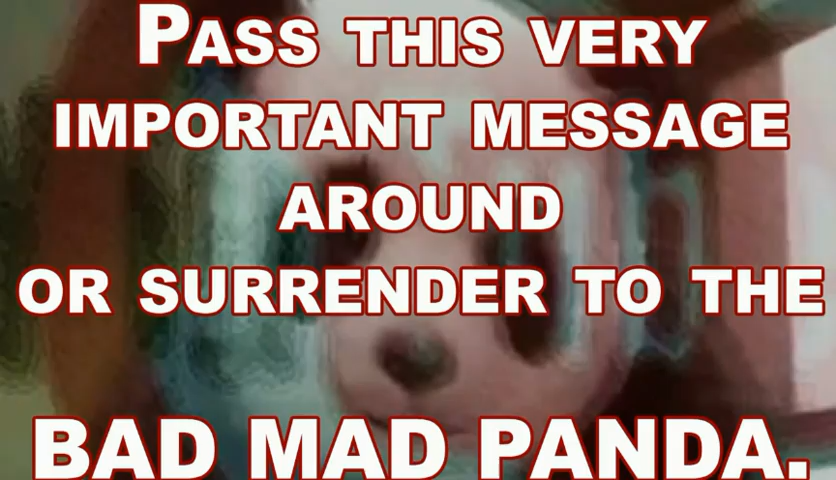 Pass this very
important message
around
or surrender to the
bad mad panda.